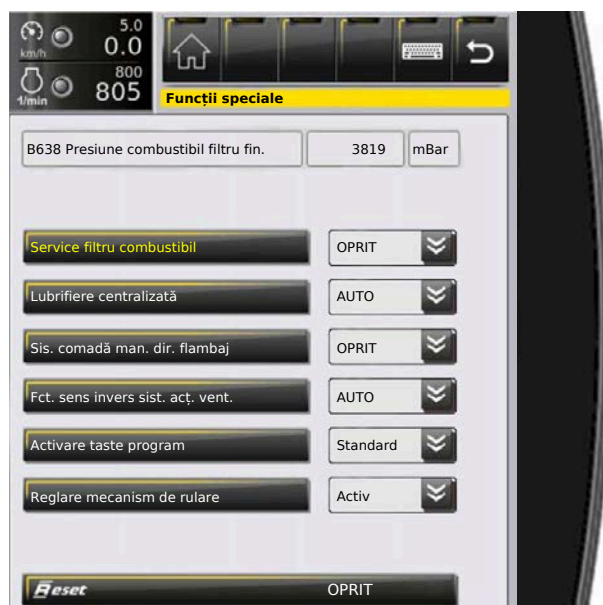 5.0
km/h 0.0
800
1/min 805
Funcții speciale
B638 Presiune combustibil filtru fin. 3819 mBar
Service filtru combustibil OPRIT
Lubrifiere centralizată AUTO
Sis. comadă man. dir. flambaj OPRIT
Fct. sens invers sist. acț. vent. AUTO
Activare taste program Standard
Reglare mecanism de rulare Activ
Reset OPRIT